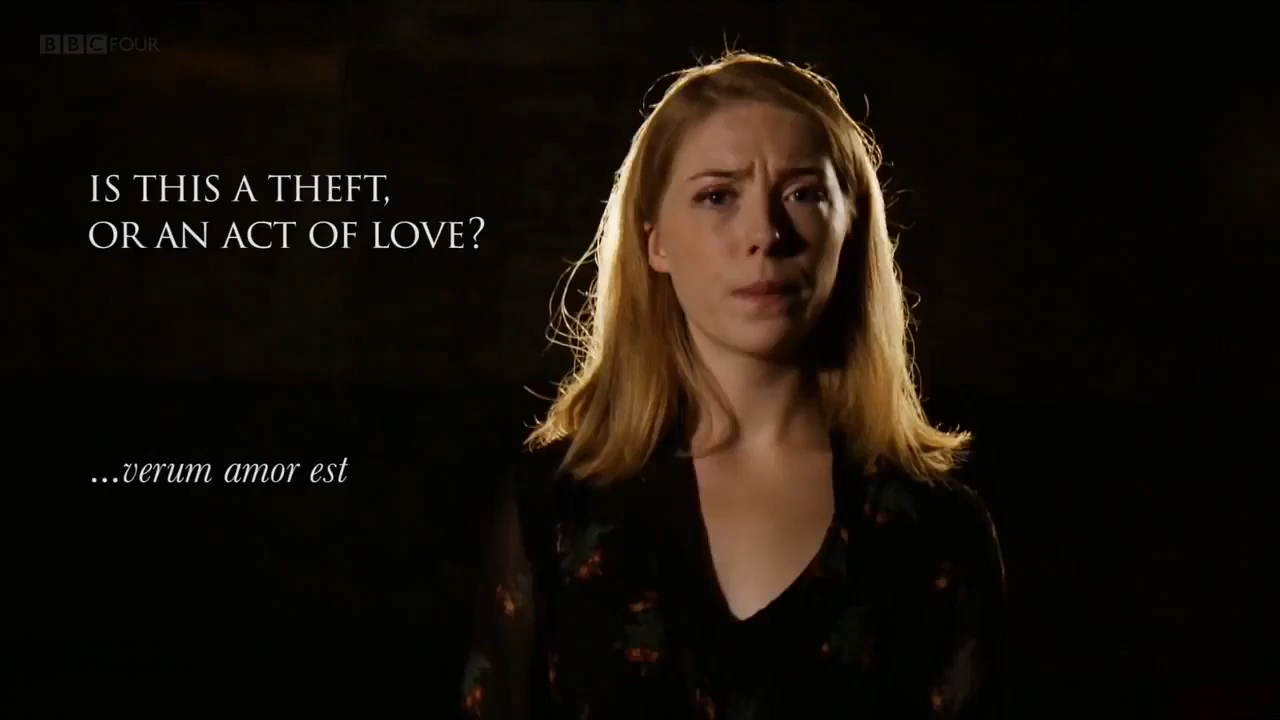 BBC FOUR
IS THIS A THEFT,
OR AN ACT OF LOVE?
...verum amor est